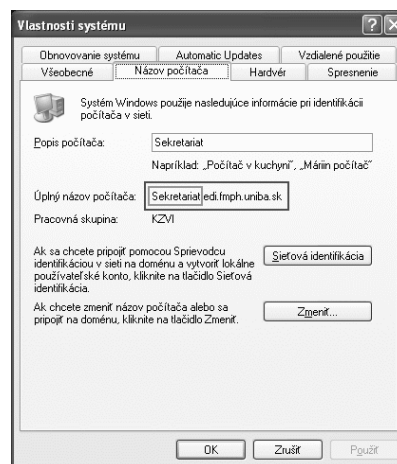 Vlastnosti systému
Obnovovanie systému Automatic Updates Vzdialené použitie
Všeobecné Názov počítača Hardvér Spresnenie
Systém Windows použije nasledujúce informácie pri identifikácii
počítača v sieti.
Popis počítača: Sekretariat
Napríklad: „Počítač v kuchyni", „Máriin počítač"
Úplný názov počítača: Sekretariat.edi.fmph.uniba.sk
Pracovná skupina: KZVI
Ak sa chcete pripojiť pomocou Sprievodcu
identifikáciou v sieti na doménu a vytvoriť lokálne
používateľské konto, kliknite na tlačidlo Sieťová
identifikácia.
Sieťová identifikácia
Ak chcete zmeniť názov počítača alebo sa
pripojiť na doménu, kliknite na tlačidlo Zmeniť.
Zmeniť...
OK Zrušiť Použiť